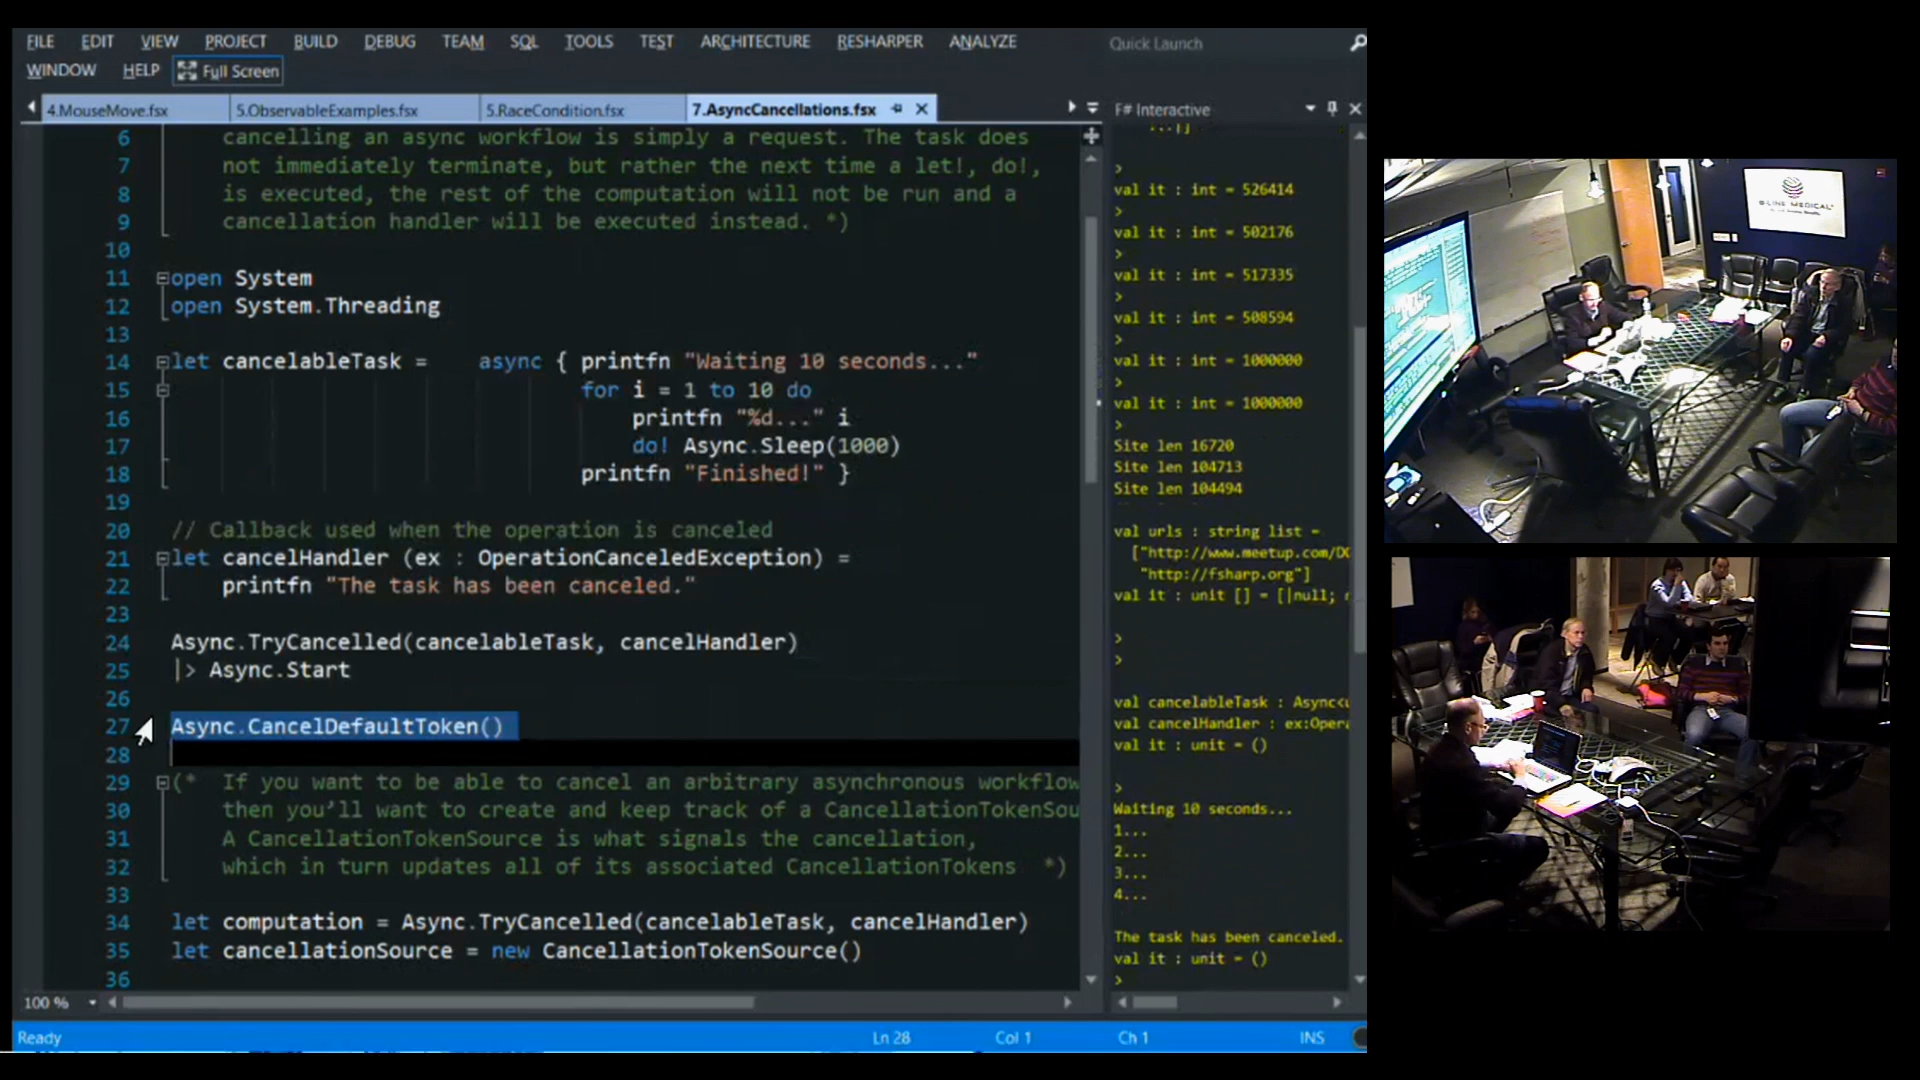 FILE EDIT VIEW PROJECT BUILD DEBUG TEAM SQL TOOLS TEST ARCHITECTURE RESHARPER ANALYZE
Quick Launch
WINDOW HELP Full Screen
4.MouseMove.fsx 5.ObservableExamples.fsx 5.RaceCondition.fsx 7.AsyncCancellations.fsx
6 cancelling an async workflow is simply a request. The task does
7 not immediately terminate, but rather the next time a let!, do!,
8 is executed, the rest of the computation will not be run and a
9 cancellation handler will be executed instead. *)
10
11 open System
12 open System.Threading
13
14 let cancelableTask = async { printfn "Waiting 10 seconds..."
15 for i = 1 to 10 do
16 printfn "%d..." i
17 do! Async.Sleep(1000)
18 printfn "Finished!" }
19
20 // Callback used when the operation is canceled
21 let cancelHandler (ex : OperationCanceledException) =
22 printfn "The task has been canceled."
23
24 Async.TryCancelled(cancelableTask, cancelHandler)
25 |> Async.Start
26
27 Async.CancelDefaultToken()
28
29 (* If you want to be able to cancel an arbitrary asynchronous workflow
30 then you'll want to create and keep track of a CancellationTokenSou
31 A CancellationTokenSource is what signals the cancellation,
32 which in turn updates all of its associated CancellationTokens *)
33
34 let computation = Async.TryCancelled(cancelableTask, cancelHandler)
35 let cancellationSource = new CancellationTokenSource()
36
100 %
Ready Ln 28 Col 1 Ch 1 INS
F# Interactive
...|]
>
val it : int = 526414
>
val it : int = 502176
>
val it : int = 517335
>
val it : int = 508594
>
val it : int = 1000000
>
val it : int = 1000000
>
Site len 16720
Site len 104713
Site len 104494
val urls : string list =
["http://www.meetup.com/DC
"http://fsharp.org"]
val it : unit [] = [|null; n
>
>
val cancelableTask : Async<u
val cancelHandler : ex:Opera
val it : unit = ()
>
Waiting 10 seconds...
1...
2...
3...
4...
The task has been canceled.
val it : unit = ()
>
B-LINE MEDICAL